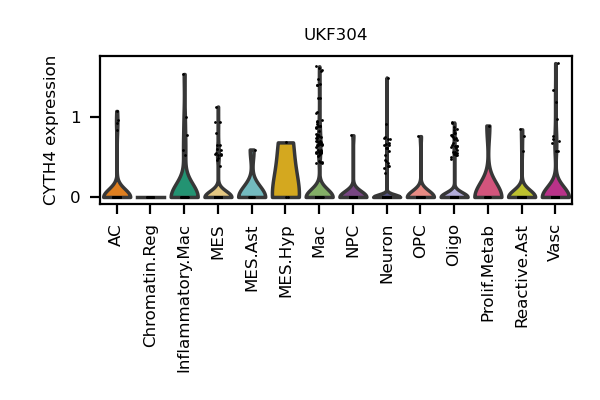 UKF304
CYTH4 expression
1
0
AC
Chromatin.Reg
Inflammatory.Mac
MES
MES.Ast
MES.Hyp
Mac
NPC
Neuron
OPC
Oligo
Prolif.Metab
Reactive.Ast
Vasc